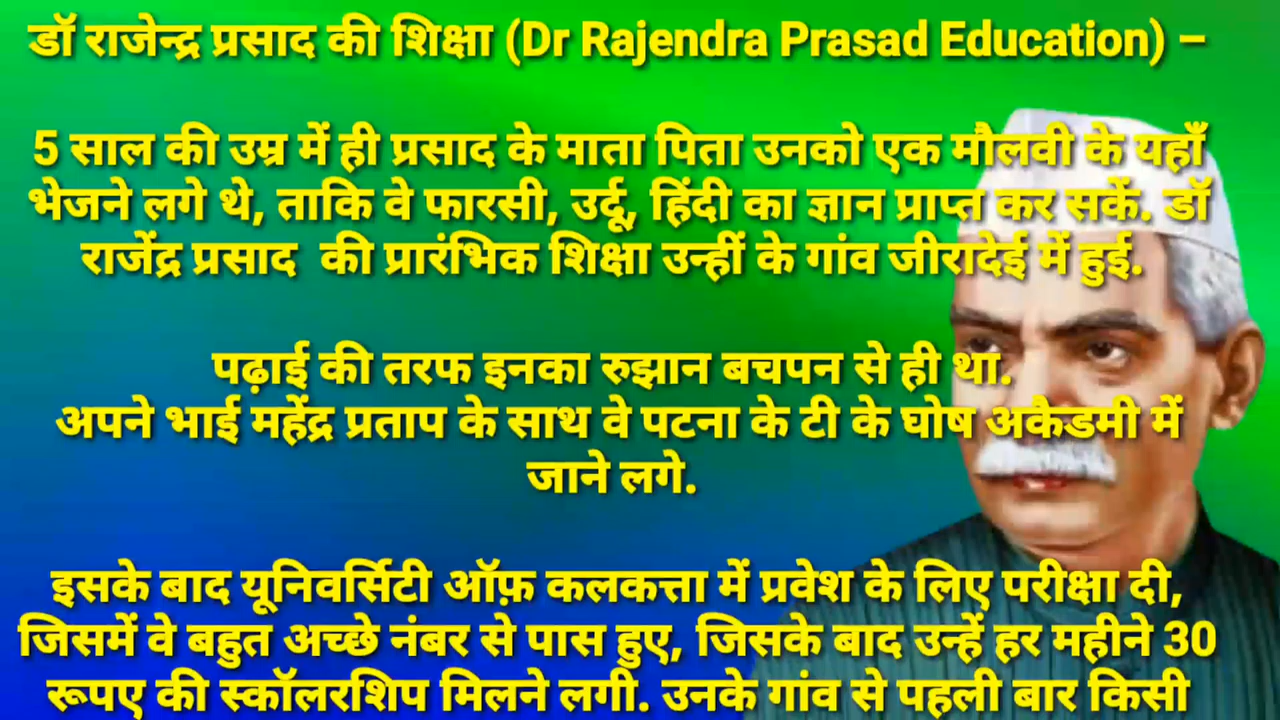 डॉ राजेन्द्र प्रसाद की शिक्षा (Dr Rajendra Prasad Education) –
5 साल की उम्र में ही प्रसाद के माता पिता उनको एक मौलवी के यहाँ
भेजने लगे थे, ताकि वे फारसी, उर्दू, हिंदी का ज्ञान प्राप्त कर सकें. डॉ
राजेंद्र प्रसाद की प्रारंभिक शिक्षा उन्हीं के गांव जीरादेई में हुई.
पढ़ाई की तरफ इनका रुझान बचपन से ही था.
अपने भाई महेंद्र प्रताप के साथ वे पटना के टी के घोष अकैडमी में
जाने लगे.
इसके बाद यूनिवर्सिटी ऑफ़ कलकत्ता में प्रवेश के लिए परीक्षा दी,
जिसमें वे बहुत अच्छे नंबर से पास हुए, जिसके बाद उन्हें हर महीने 30
रूपए की स्कॉलरशिप मिलने लगी. उनके गांव से पहली बार किसी